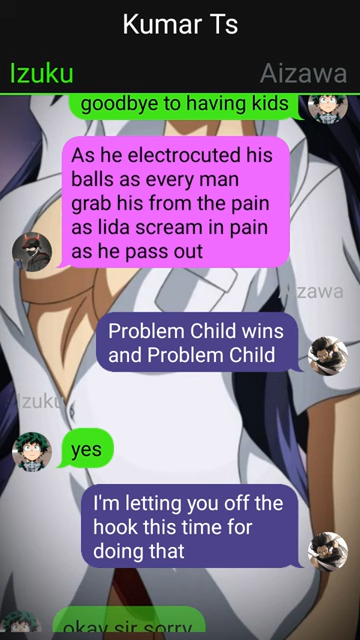 Kumar Ts
Izuku
Aizawa
goodbye to having kids
As he electrocuted his
balls as every man
grab his from the pain
as Iida scream in pain
as he pass out
zawa
Problem Child wins
and Problem Child
Izuku
yes
I'm letting you off the
hook this time for
doing that
okay sir sorry